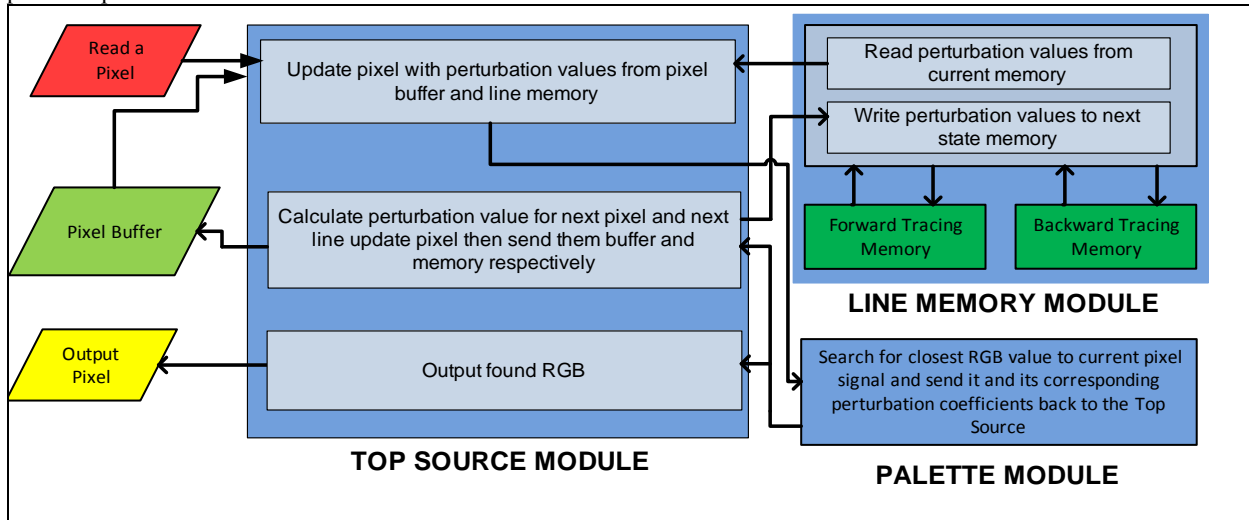 Read a
Pixel
Pixel Buffer
Output
Pixel
Update pixel with perturbation values from pixel
buffer and line memory
Calculate perturbation value for next pixel and next
line update pixel then send them buffer and
memory respectively
Output found RGB
TOP SOURCE MODULE
Read perturbation values from
current memory
Write perturbation values to next
state memory
Forward Tracing
Memory
Backward Tracing
Memory
LINE MEMORY MODULE
Search for closest RGB value to current pixel
signal and send it and its corresponding
perturbation coefficients back to the Top
Source
PALETTE MODULE